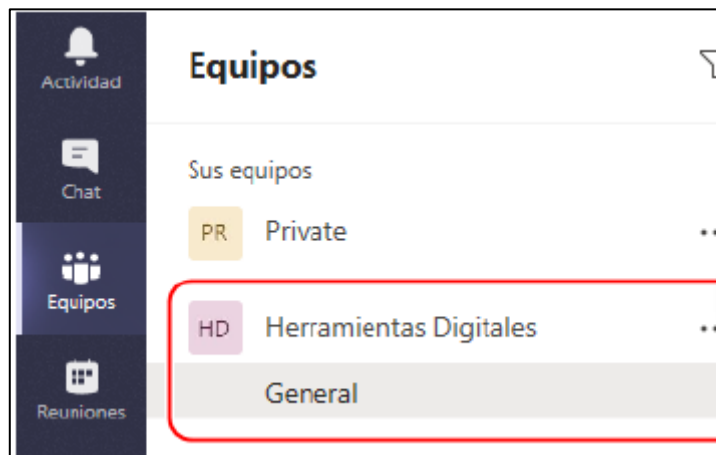 Actividad
Chat
Equipos
Reuniones
Equipos
Sus equipos
PR Private
HD Herramientas Digitales
General